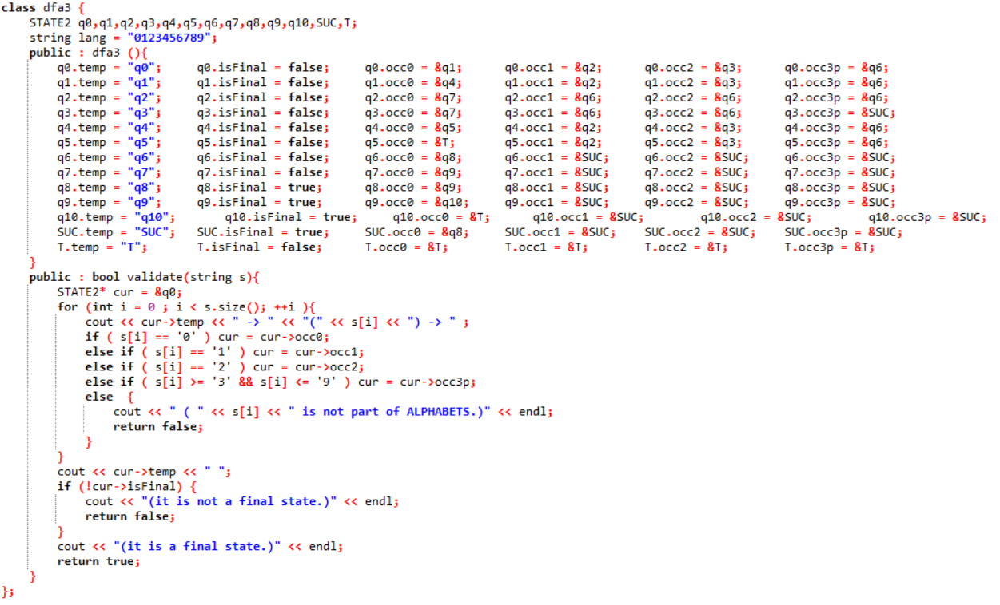 class dfa3 {
    STATE2 q0,q1,q2,q3,q4,q5,q6,q7,q8,q9,q10,SUC,T;
    string lang = "0123456789";
    public : dfa3 (){
        q0.temp = "q0";     q0.isFinal = false;     q0.occ0 = &q1;      q0.occ1 = &q2;      q0.occ2 = &q3;      q0.occ3p = &q6;
        q1.temp = "q1";     q1.isFinal = false;     q1.occ0 = &q4;      q1.occ1 = &q2;      q1.occ2 = &q3;      q1.occ3p = &q6;
        q2.temp = "q2";     q2.isFinal = false;     q2.occ0 = &q7;      q2.occ1 = &q6;      q2.occ2 = &q6;      q2.occ3p = &q6;
        q3.temp = "q3";     q3.isFinal = false;     q3.occ0 = &q7;      q3.occ1 = &q6;      q3.occ2 = &q6;      q3.occ3p = &SUC;
        q4.temp = "q4";     q4.isFinal = false;     q4.occ0 = &q5;      q4.occ1 = &q2;      q4.occ2 = &q3;      q4.occ3p = &q6;
        q5.temp = "q5";     q5.isFinal = false;     q5.occ0 = &T;       q5.occ1 = &q2;      q5.occ2 = &q3;      q5.occ3p = &q6;
        q6.temp = "q6";     q6.isFinal = false;     q6.occ0 = &q8;      q6.occ1 = &SUC;     q6.occ2 = &SUC;     q6.occ3p = &SUC;
        q7.temp = "q7";     q7.isFinal = false;     q7.occ0 = &q9;      q7.occ1 = &SUC;     q7.occ2 = &SUC;     q7.occ3p = &SUC;
        q8.temp = "q8";     q8.isFinal = true;      q8.occ0 = &q9;      q8.occ1 = &SUC;     q8.occ2 = &SUC;     q8.occ3p = &SUC;
        q9.temp = "q9";     q9.isFinal = true;      q9.occ0 = &q10;     q9.occ1 = &SUC;     q9.occ2 = &SUC;     q9.occ3p = &SUC;
        q10.temp = "q10";       q10.isFinal = true;     q10.occ0 = &T;      q10.occ1 = &SUC;        q10.occ2 = &SUC;        q10.occ3p = &SUC;
        SUC.temp = "SUC";   SUC.isFinal = true;     SUC.occ0 = &q8;     SUC.occ1 = &SUC;    SUC.occ2 = &SUC;    SUC.occ3p = &SUC;
        T.temp = "T";       T.isFinal = false;      T.occ0 = &T;        T.occ1 = &T;        T.occ2 = &T;        T.occ3p = &T;
    }
    public : bool validate(string s){
        STATE2* cur = &q0;
        for (int i = 0 ; i < s.size(); ++i ){
            cout << cur->temp << " -> " << "(" << s[i] << ") -> " ;
            if ( s[i] == '0' ) cur = cur->occ0;
            else if ( s[i] == '1' ) cur = cur->occ1;
            else if ( s[i] == '2' ) cur = cur->occ2;
            else if ( s[i] >= '3' && s[i] <= '9' ) cur = cur->occ3p;
            else  {
                cout << " ( " << s[i] << " is not part of ALPHABETS.)" << endl;
                return false;
            }
        }
        cout << cur->temp << " ";
        if (!cur->isFinal) {
            cout << "(it is not a final state.)" << endl;
            return false;
        }
        cout << "(it is a final state.)" << endl;
        return true;
    }
};